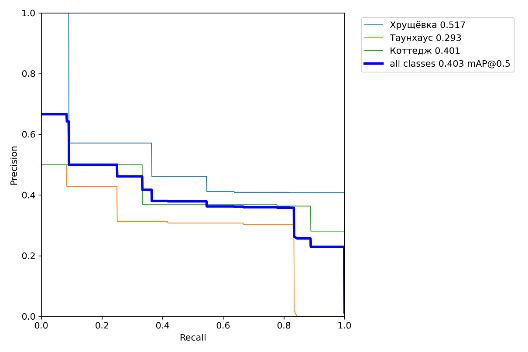 1.0
0.8
0.6
0.4
0.2
0.0
Precision
0.0 0.2 0.4 0.6 0.8 1.0
Recall
Хрущёвка 0.517
Таунхаус 0.293
Коттедж 0.401
all classes 0.403 mAP@0.5